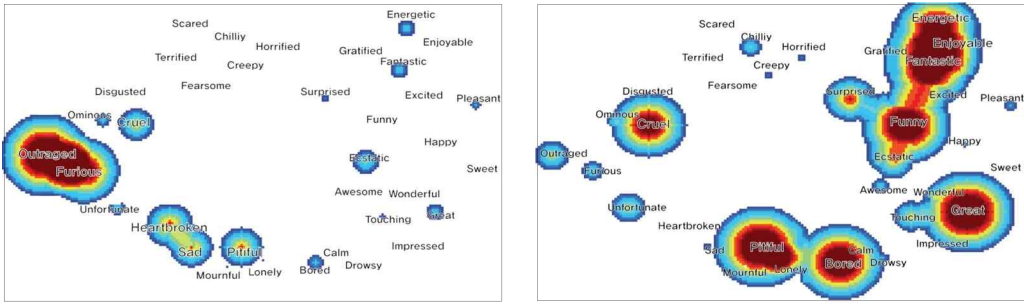 Scared
Energetic
Chilliy
Enjoyable
Horrified
Gratified
Terrified
Fantastic
Creepy
Fearsome
Disgusted
Surprised
Excited
Pleasant
Ominous
Cruel
Funny
Happy
Outraged
Ecstatic
Furious
Sweet
Awesome
Wonderful
Unfortunate
Touching
Great
Heartbroken
Impressed
Sad
Pitiful
Calm
Drowsy
Bored
Mournful
Lonely
Scared
Energetic
Chilliy
Enjoyable
Horrified
Gratified
Terrified
Fantastic
Creepy
Fearsome
Disgusted
Surprised
Excited
Pleasant
Ominous
Cruel
Funny
Happy
Outraged
Ecstatic
Furious
Sweet
Awesome
Wonderful
Unfortunate
Great
Touching
Heartbroken
Impressed
Sad
Pitiful
Calm
Bored
Drowsy
Mournful
Lonely